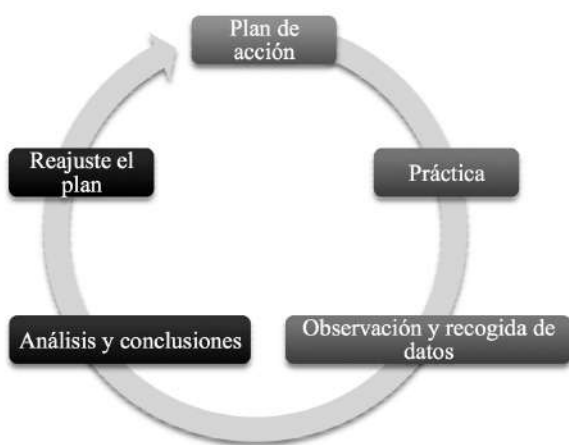 Plan de
acción
Práctica
Observación y recogida de
datos
Análisis y conclusiones
Reajuste el
plan